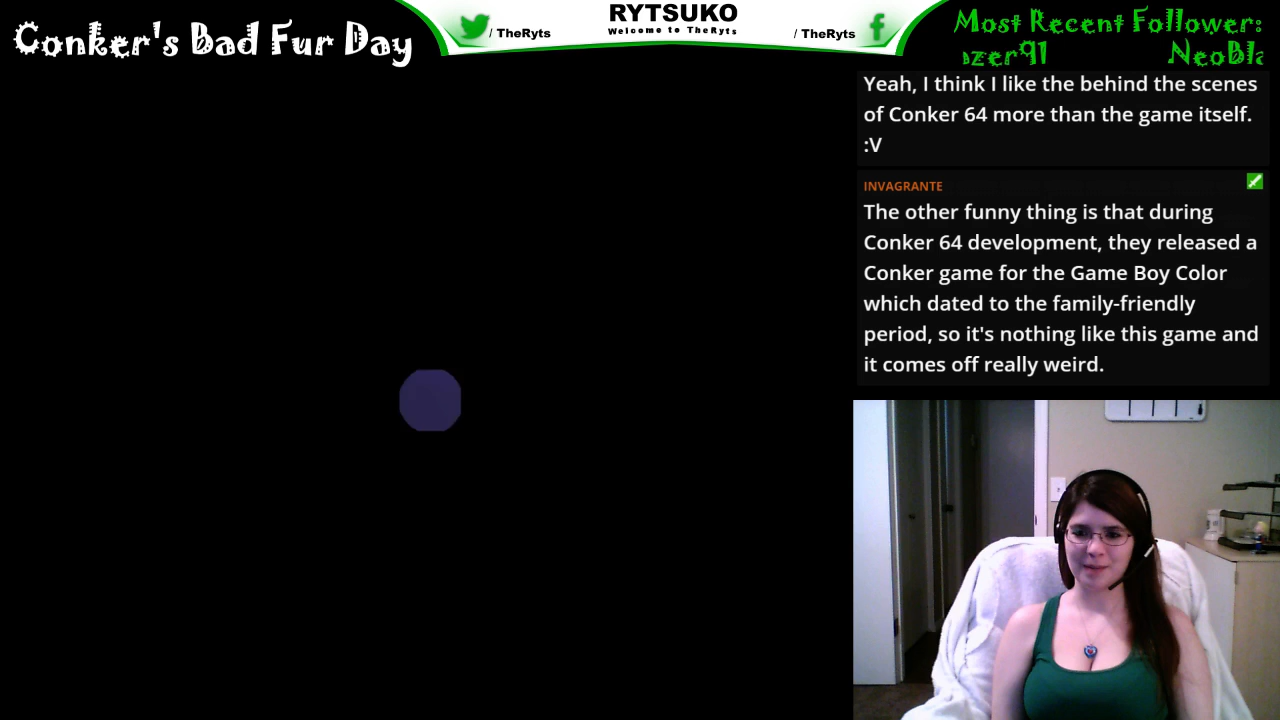 Conker's Bad Fur Day
/ TheRyts
RYTSUKO
Welcome to TheRyts
/ TheRyts
Most Recent Follower:
zer91 NeoBla
Yeah, I think I like the behind the scenes
of Conker 64 more than the game itself.
:V
INVAGRANTE
The other funny thing is that during
Conker 64 development, they released a
Conker game for the Game Boy Color
which dated to the family-friendly
period, so it's nothing like this game and
it comes off really weird.